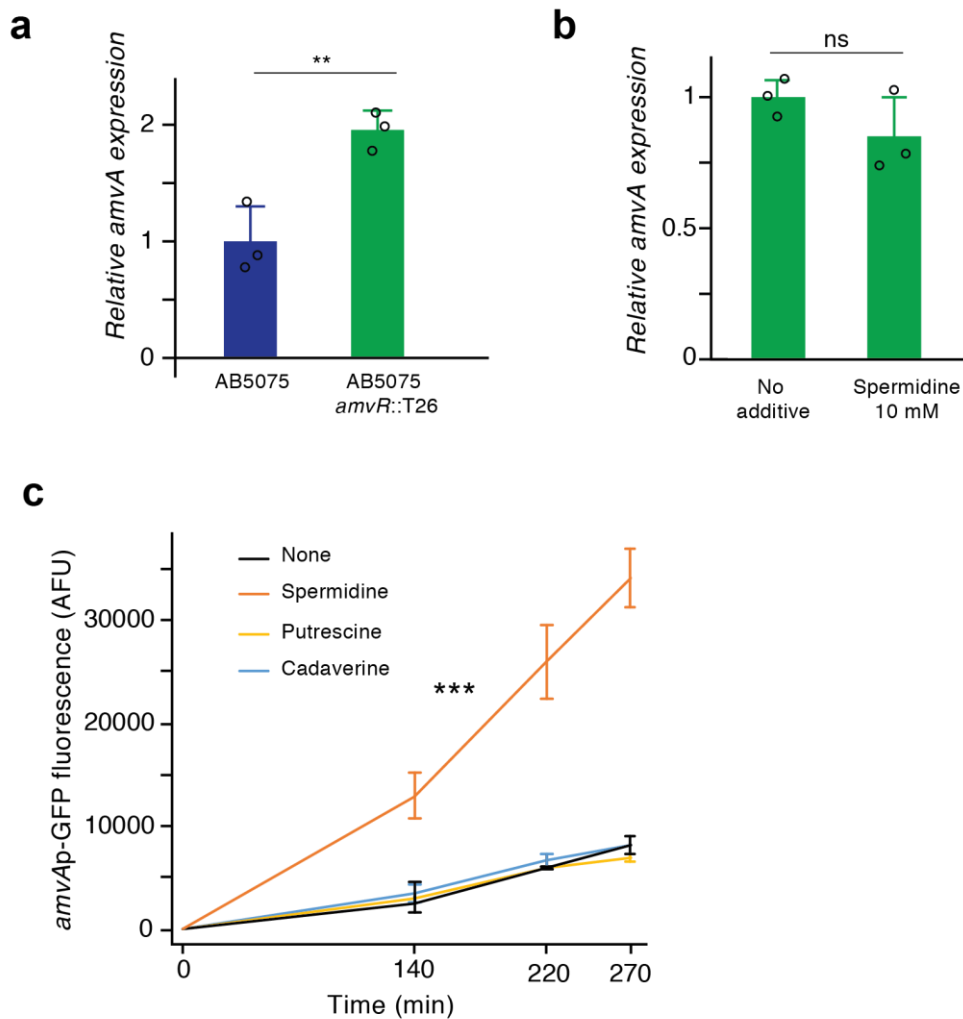 a
**
Relative amvA expression
2
1
0
AB5075
AB5075
amvR::T26
b
ns
Relative amvA expression
1
0.5
0
No
additive
Spermidine
10 mM
c
amvAp-GFP fluorescence (AFU)
None
Spermidine
Putrescine
Cadaverine
***
30000
20000
10000
0
0
140
220
270
Time (min)